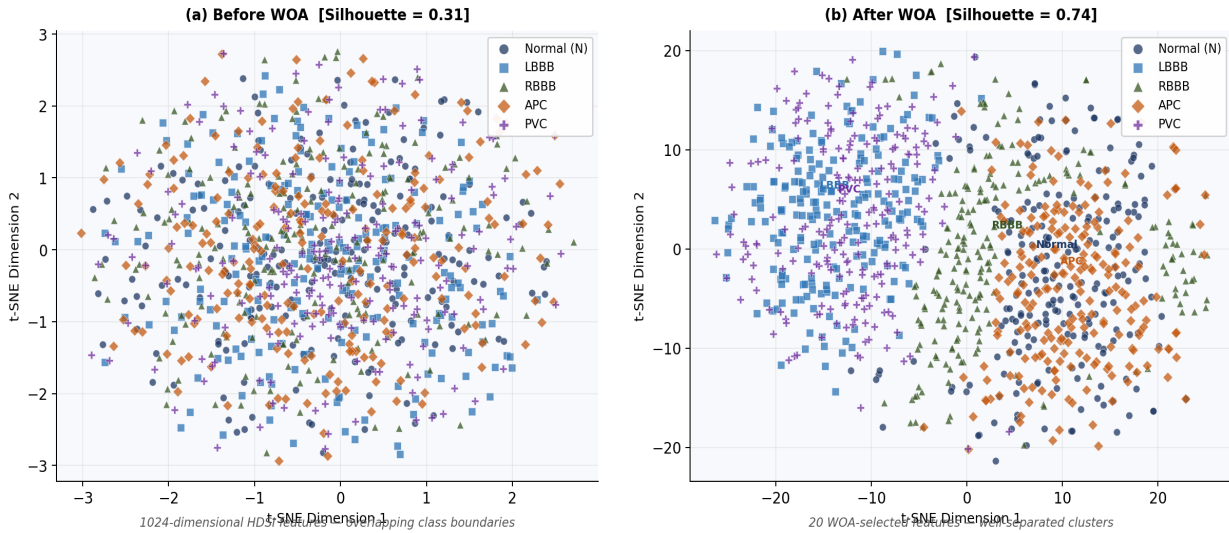 (a) Before WOA [Silhouette = 0.31]
3
2
1
0
−1
−2
−3
t-SNE Dimension 2
−3 −2 −1 0 1 2
t-SNE Dimension 1
1024-dimensional HDSI features — overlapping class boundaries
Normal (N)
LBBB
RBBB
APC
PVC
(b) After WOA [Silhouette = 0.74]
20
10
0
−10
−20
t-SNE Dimension 2
−20 −10 0 10 20
t-SNE Dimension 1
20 WOA-selected features — well-separated clusters
Normal (N)
LBBB
RBBB
APC
PVC
LBBB
PVC
RBBB
Normal
APC